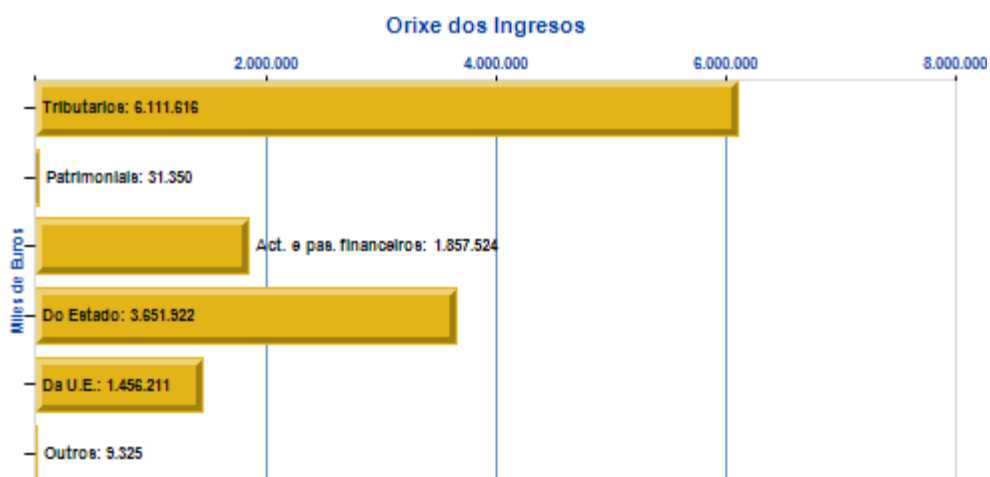 Orixe dos Ingresos
2.000.000
4.000.000
6.000.000
8.000.000
Miles de Euros
Tributarios: 6.111.616
Patrimoniais: 31.350
Act. e pas. financeiros: 1.857.524
Do Estado: 3.651.922
Da U.E.: 1.456.211
Outros: 9.325